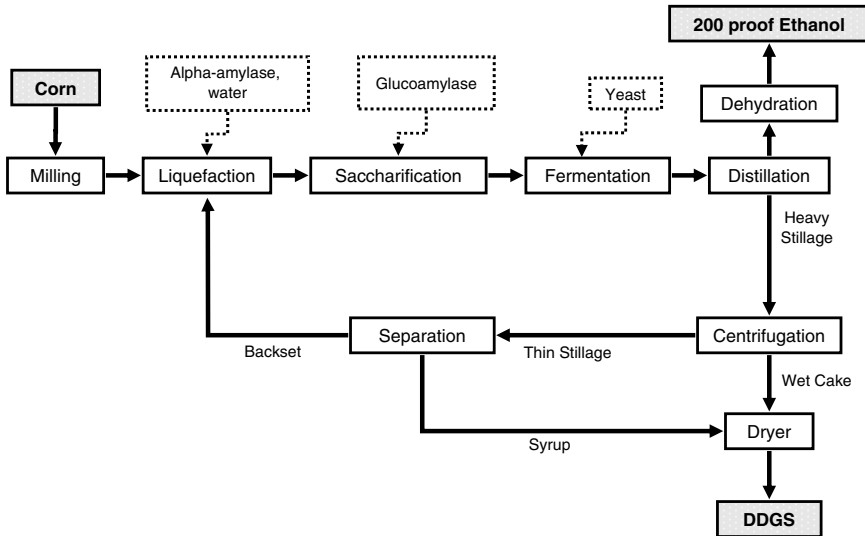 200 proof Ethanol
Corn
Alpha-amylase,
water
Glucoamylase
Yeast
Dehydration
Milling
Liquefaction
Saccharification
Fermentation
Distillation
Heavy
Stillage
Separation
Centrifugation
Backset
Thin Stillage
Wet Cake
Dryer
Syrup
DDGS